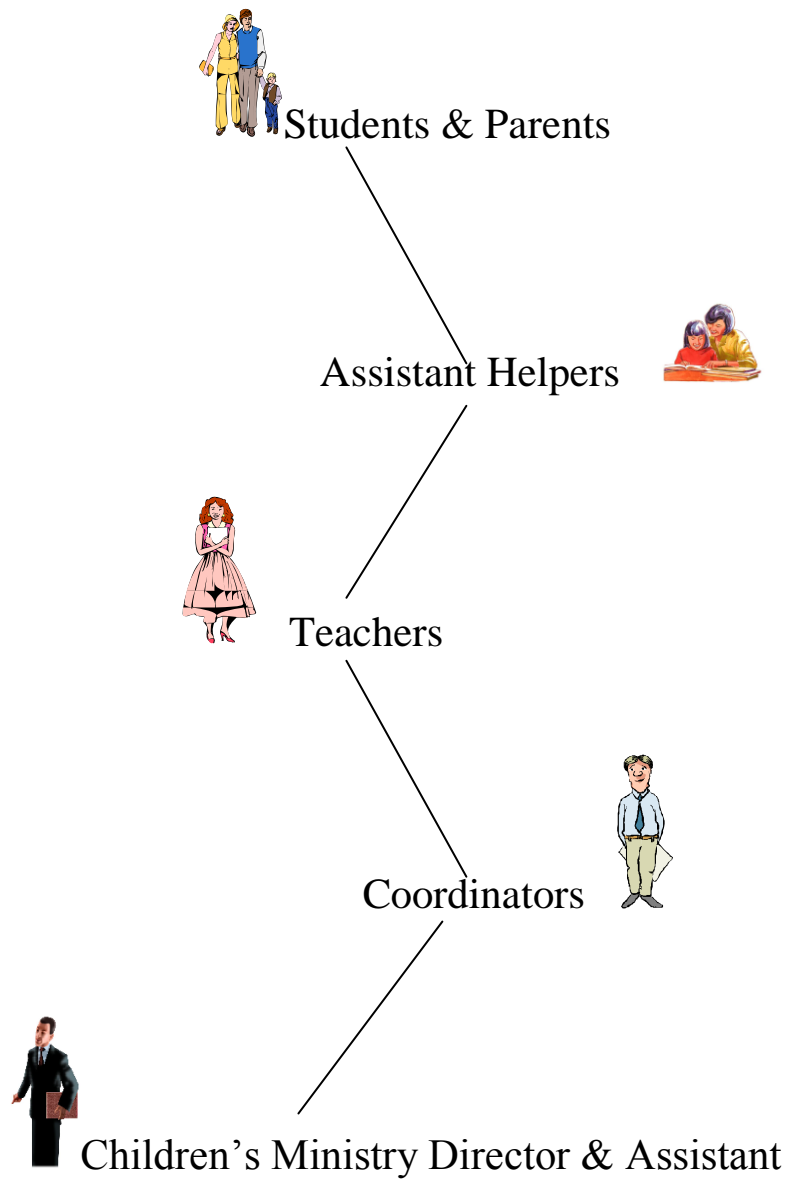 Students & Parents
Assistant Helpers
Teachers
Coordinators
Children’s Ministry Director & Assistant